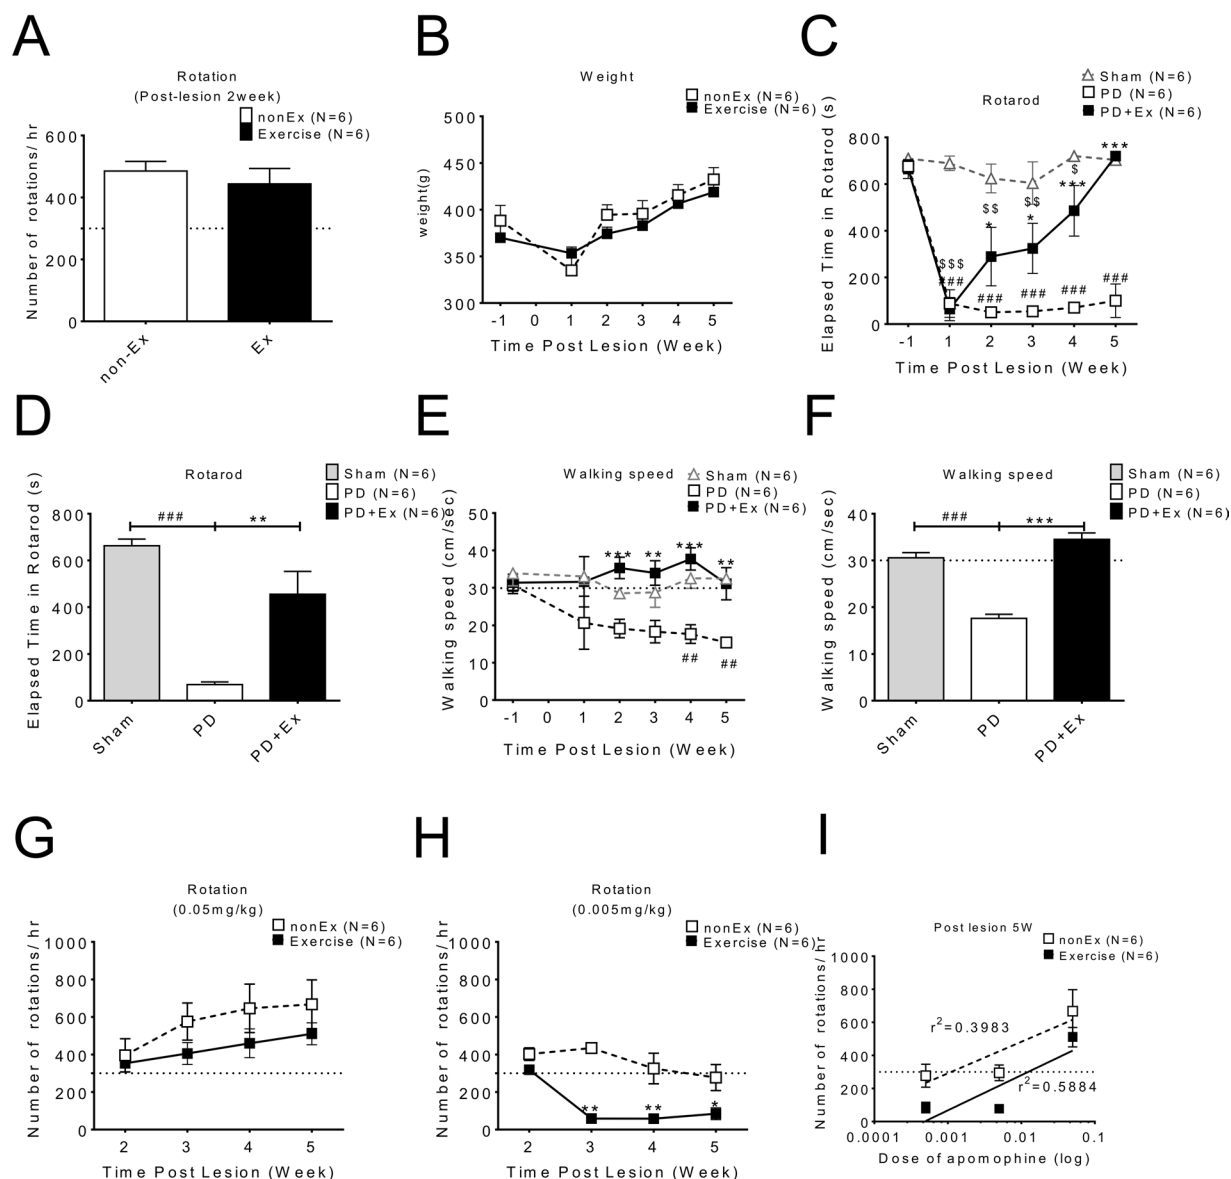 A
Rotation
(Post-lesion 2week)
nonEx (N=6)
Exercise (N=6)
Number of rotations/ hr
600
400
200
0
non-Ex
Ex
B
Weight
nonEx (N=6)
Exercise (N=6)
weight(g)
500
450
400
350
300
-1 0 1 2 3 4 5
Time Post Lesion (Week)
C
Rotarod
Sham (N=6)
PD (N=6)
PD+Ex (N=6)
Elapsed Time in Rotarod (s)
800
600
400
200
0
$$$
###
$$
*
###
$$
*
###
$
***
###
***
###
-1 1 2 3 4 5
Time Post Lesion (Week)
D
Rotarod
Sham (N=6)
PD (N=6)
PD+Ex (N=6)
Elapsed Time in Rotarod (s)
800
600
400
200
0
### **
Sham
PD
PD+Ex
E
Walking speed
Sham (N=6)
PD (N=6)
PD+Ex (N=6)
Walking speed (cm/sec)
50
40
30
20
10
0
*** ** *** **
## ##
-1 0 1 2 3 4 5
Time Post Lesion (Week)
F
Walking speed
Sham (N=6)
PD (N=6)
PD+Ex (N=6)
Walking speed (cm/sec)
40
30
20
10
0
### ***
Sham
PD
PD+Ex
G
Rotation
(0.05mg/kg)
nonEx (N=6)
Exercise (N=6)
Number of rotations/hr
1000
800
600
400
200
0
2 3 4 5
Time Post Lesion (Week)
H
Rotation
(0.005mg/kg)
nonEx (N=6)
Exercise (N=6)
Number of rotations/hr
1000
800
600
400
200
0
** ** *
2 3 4 5
Time Post Lesion (Week)
I
Post lesion 5W
nonEx (N=6)
Exercise (N=6)
Number of rotations/hr
1000
800
600
400
200
0
r²=0.3983
r²=0.5884
0.0001 0.001 0.01 0.1
Dose of apomophine (log)